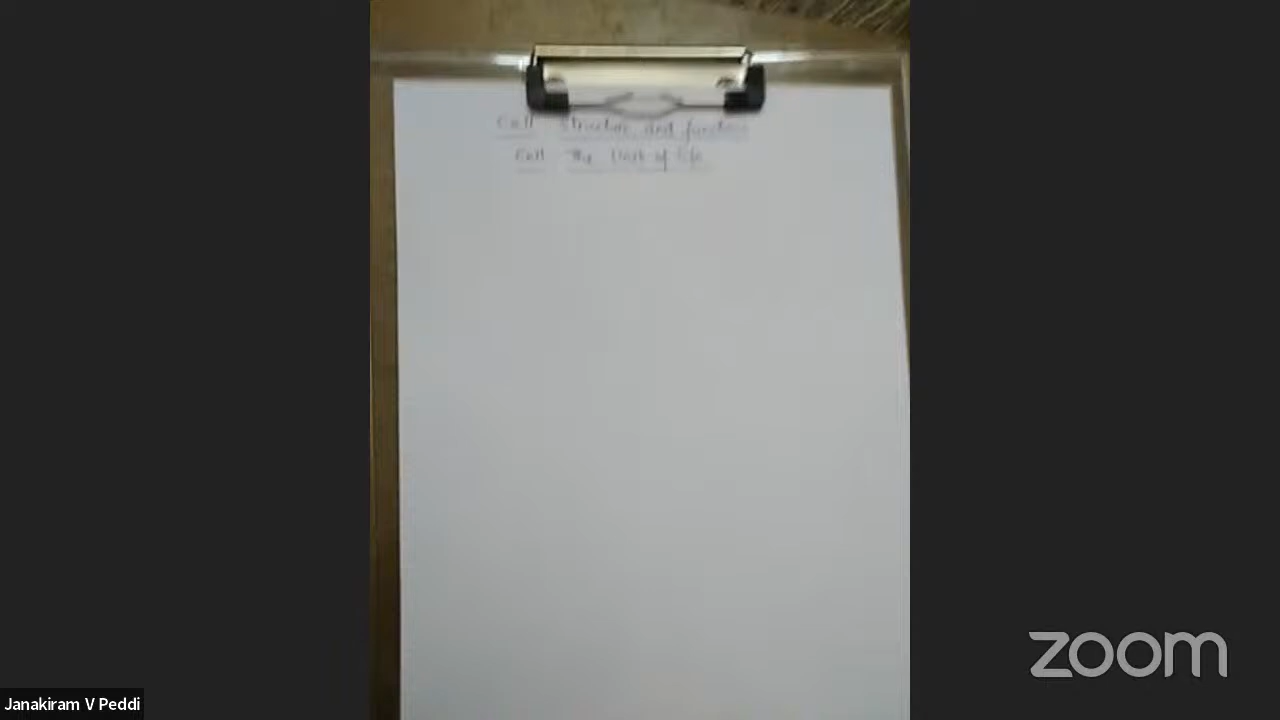 Cell Structure and function
Cell The Unit of life
zoom
Janakiram V Peddi